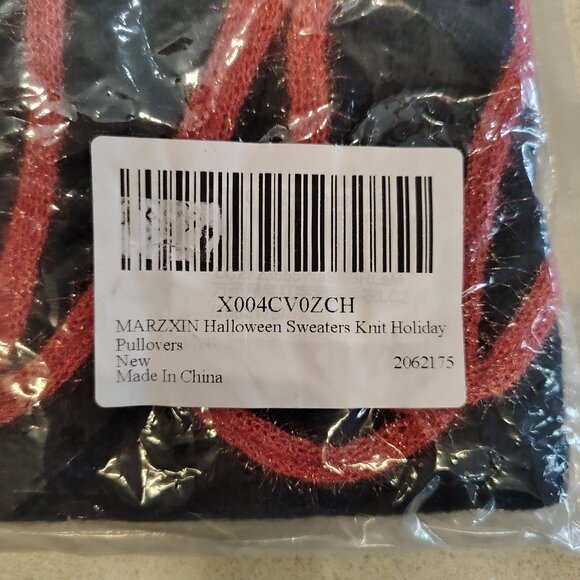 X004CV0ZCH
MARZXIN Halloween Sweaters Knit Holiday
Pullovers
New 2062175
Made In China